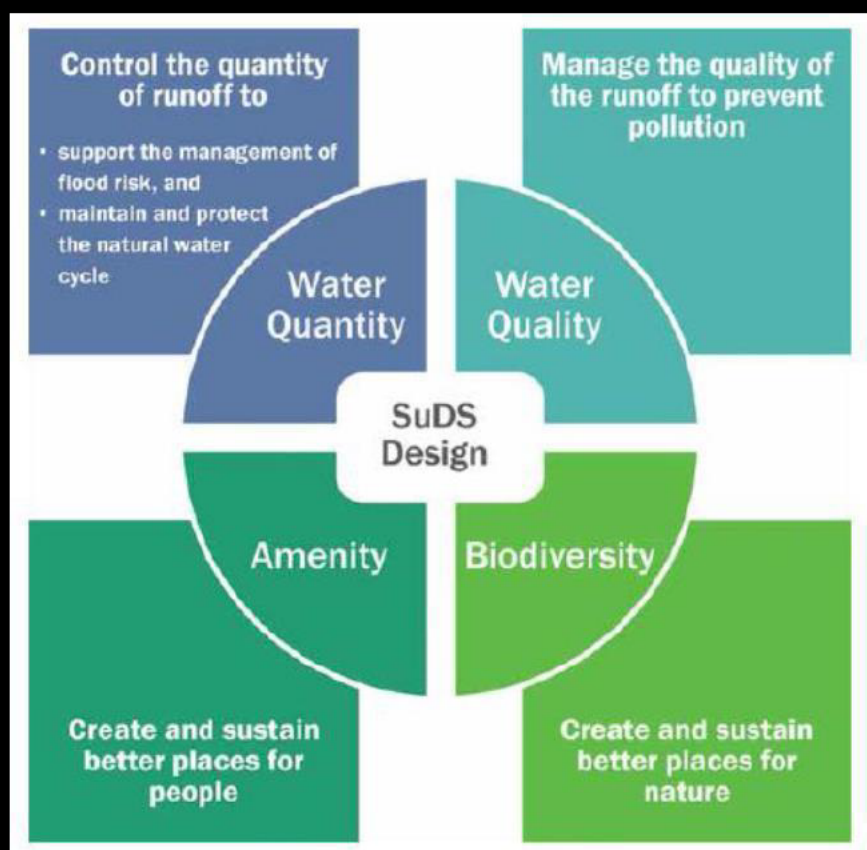 Control the quantity
of runoff to
• support the management of
flood risk, and
• maintain and protect
the natural water
cycle
Manage the quality of
the runoff to prevent
pollution
Water
Quantity
Water
Quality
SuDS
Design
Amenity
Biodiversity
Create and sustain
better places for
people
Create and sustain
better places for
nature